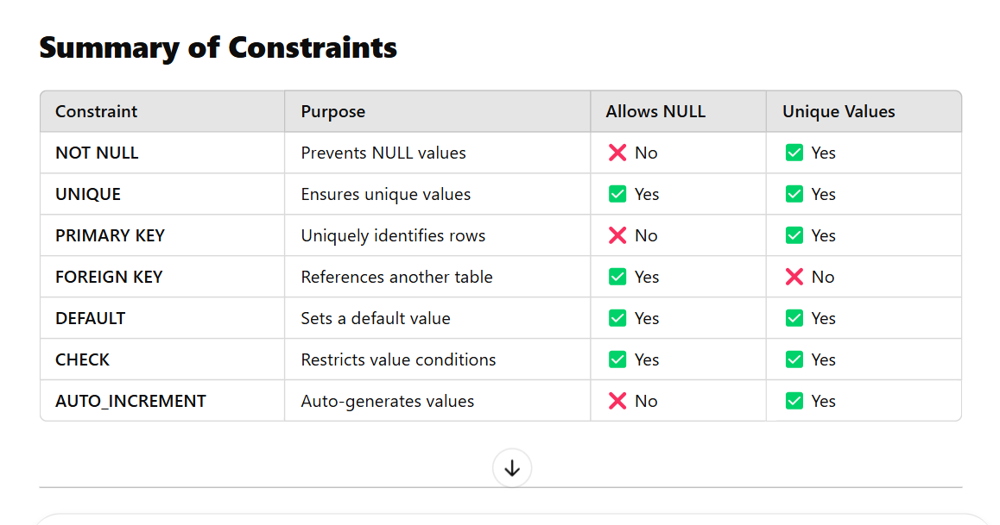 Summary of Constraints
Constraint Purpose Allows NULL Unique Values
NOT NULL Prevents NULL values ❌ No ✅ Yes
UNIQUE Ensures unique values ✅ Yes ✅ Yes
PRIMARY KEY Uniquely identifies rows ❌ No ✅ Yes
FOREIGN KEY References another table ✅ Yes ❌ No
DEFAULT Sets a default value ✅ Yes ✅ Yes
CHECK Restricts value conditions ✅ Yes ✅ Yes
AUTO_INCREMENT Auto-generates values ❌ No ✅ Yes